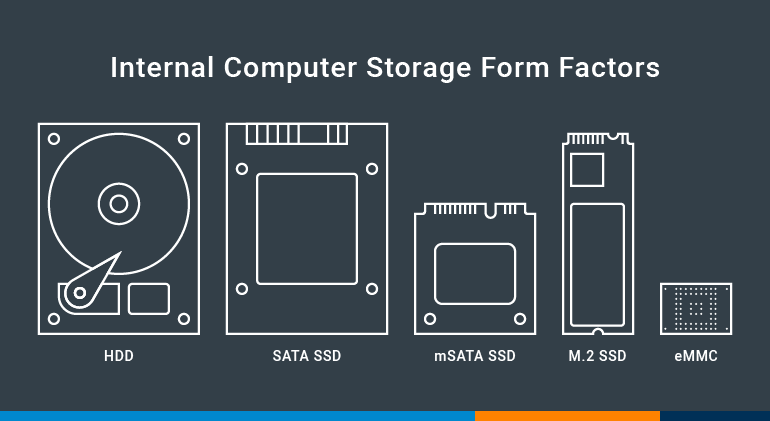 Internal Computer Storage Form Factors
HDD
SATA SSD
mSATA SSD
M.2 SSD
eMMC